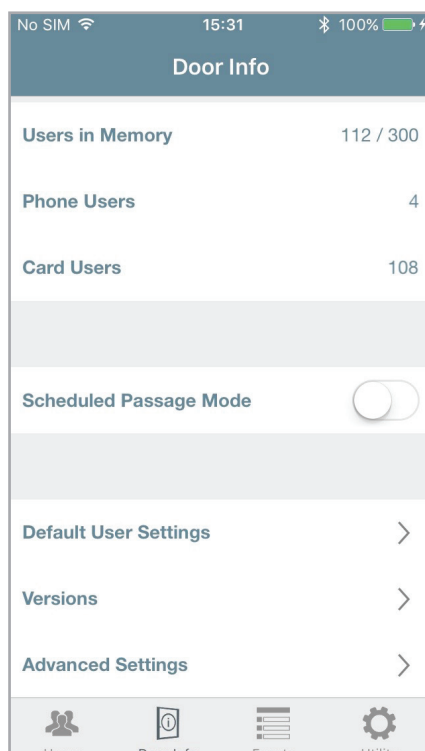 No SIM 15:31 100%
Door Info
Users in Memory 112 / 300
Phone Users 4
Card Users 108
Scheduled Passage Mode
Default User Settings
Versions
Advanced Settings